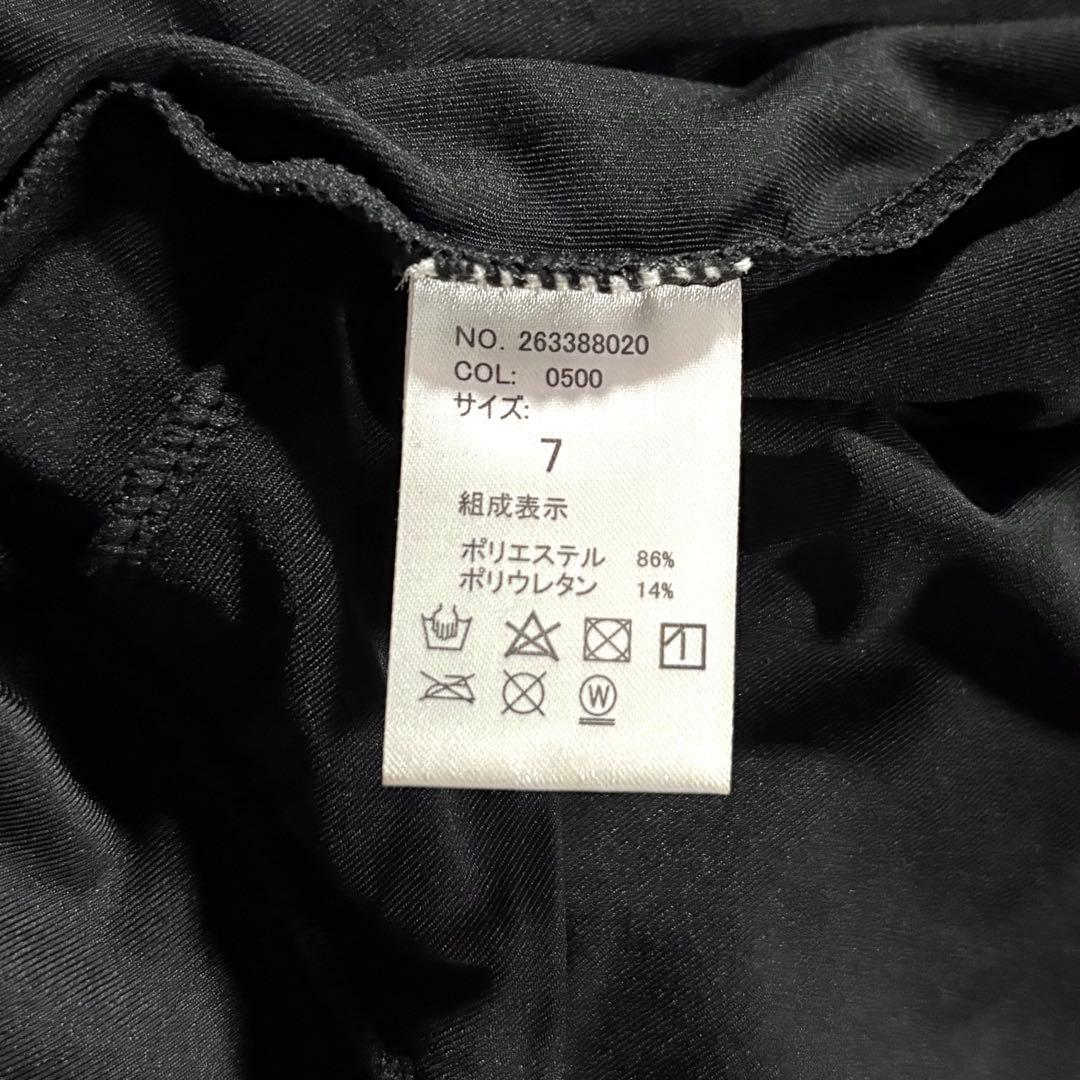 NO. 263388020
COL: 0500
サイズ:
7
組成表示
ポリエステル 86%
ポリウレタン 14%
W